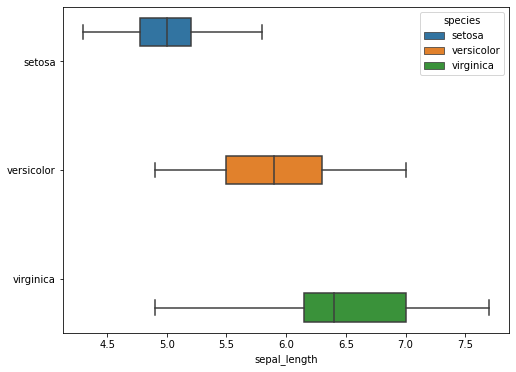 species
setosa
versicolor
virginica
setosa
versicolor
virginica
4.5 5.0 5.5 6.0 6.5 7.0 7.5
sepal_length